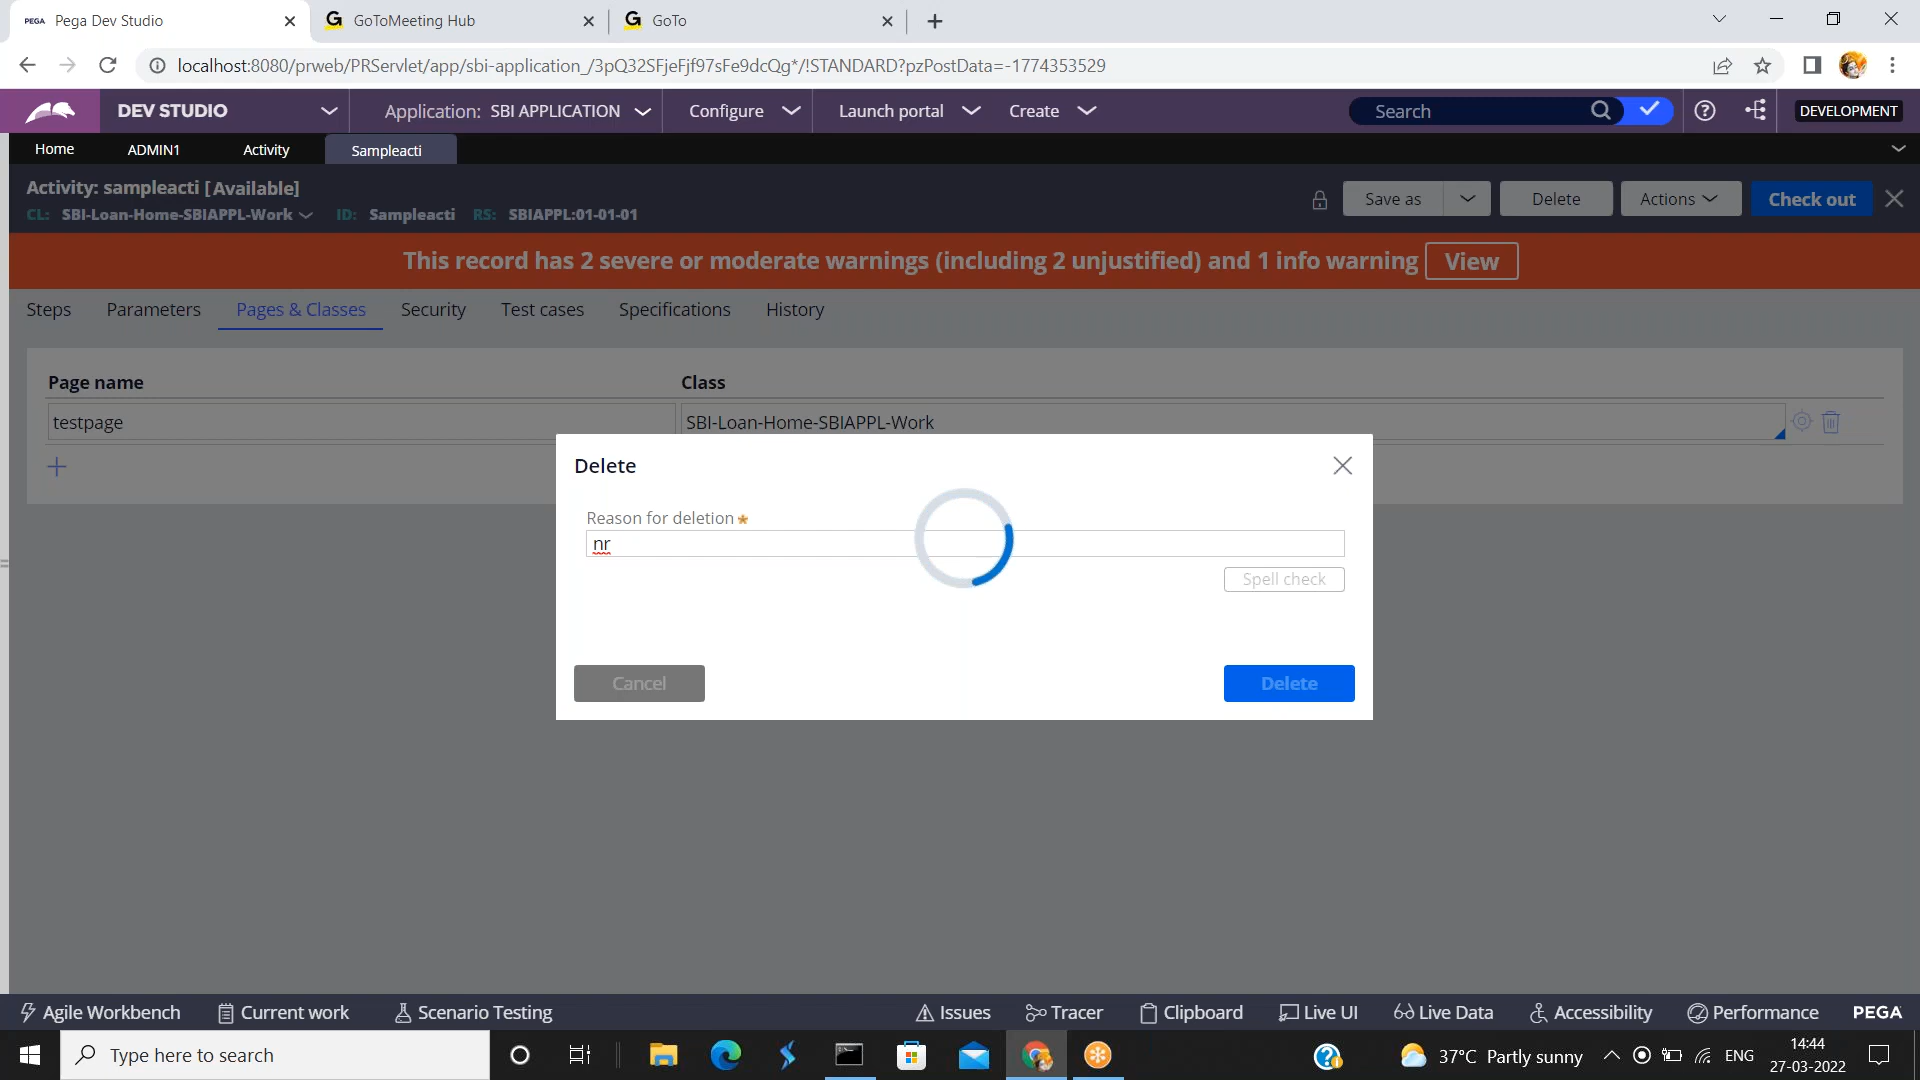 PEGA Pega Dev Studio
GoToMeeting Hub
GoTo
localhost:8080/prweb/PRServlet/app/sbi-application_/3pQ32SFjeFjf97sFe9dcQg*/!STANDARD?pzPostData=-1774353529
DEV STUDIO
Application: SBI APPLICATION
Configure
Launch portal
Create
Search
DEVELOPMENT
Home
ADMIN1
Activity
Sampleacti
Activity: sampleacti [Available]
CL: SBI-Loan-Home-SBIAPPL-Work ID: Sampleacti RS: SBIAPPL:01-01-01
Save as
Delete
Actions
Check out
This record has 2 severe or moderate warnings (including 2 unjustified) and 1 info warning View
Steps
Parameters
Pages & Classes
Security
Test cases
Specifications
History
Page name
Class
testpage
SBI-Loan-Home-SBIAPPL-Work
Delete
Reason for deletion
nr
Spell check
Cancel
Delete
Agile Workbench
Current work
Scenario Testing
Issues
Tracer
Clipboard
Live UI
Live Data
Accessibility
Performance
PEGA
Type here to search
37°C Partly sunny
ENG
14:44
27-03-2022